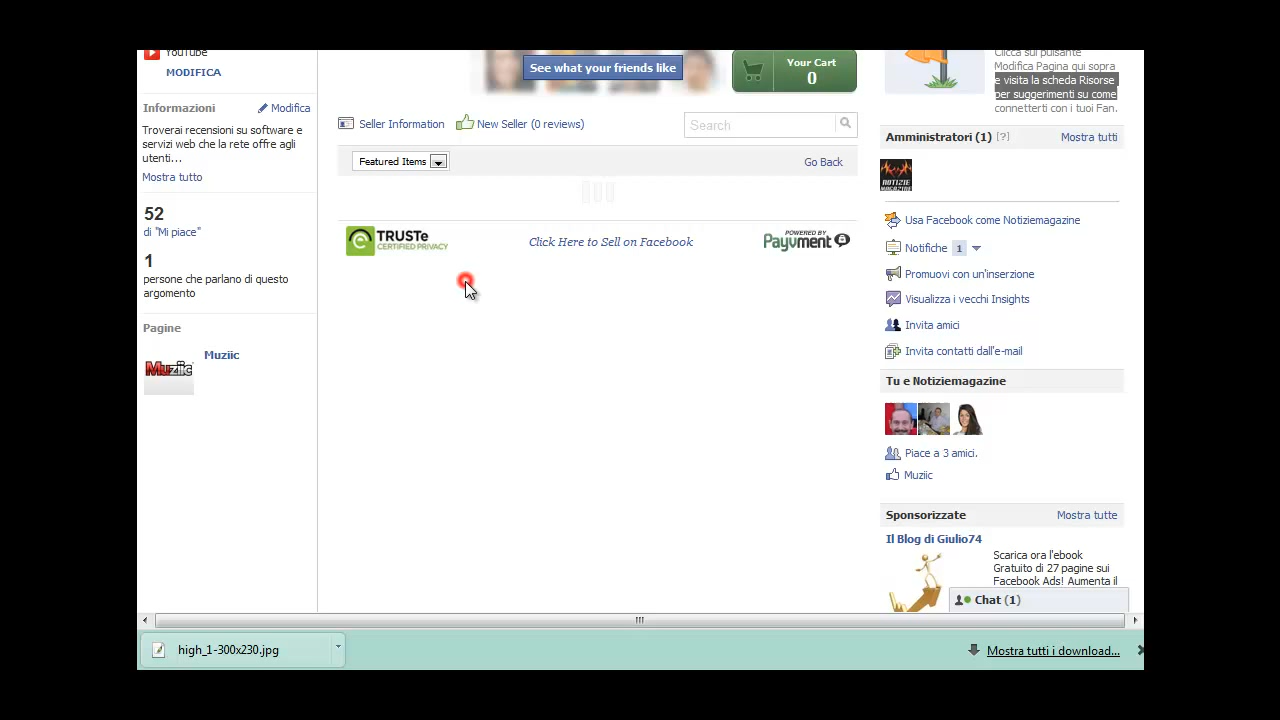 YouTube
MODIFICA
Informazioni
Modifica
Troverai recensioni su software e
servizi web che la rete offre agli
utenti...
Mostra tutto
52
di "Mi piace"
1
persone che parlano di questo
argomento
Pagine
Muziic
Muziic
See what your friends like
Your Cart
0
Seller Information
New Seller (0 reviews)
Search
Featured Items
Go Back
TRUSTe
CERTIFIED PRIVACY
Click Here to Sell on Facebook
POWERED BY
Payvment
Clicca sul pulsante
Modifica Pagina qui sopra
e visita la scheda Risorse
per suggerimenti su come
connetterti con i tuoi Fan.
Amministratori (1) [?]
Mostra tutti
NOTIZIE
MAGAZINE
Usa Facebook come Notiziemagazine
Notifiche 1
Promuovi con un'inserzione
Visualizza i vecchi Insights
Invita amici
Invita contatti dall'e-mail
Tu e Notiziemagazine
Piace a 3 amici.
Muziic
Sponsorizzate
Mostra tutte
Il Blog di Giulio74
Scarica ora l'ebook
Gratuito di 27 pagine sui
Facebook Ads! Aumenta il
Chat (1)
high_1-300x230.jpg
Mostra tutti i download...